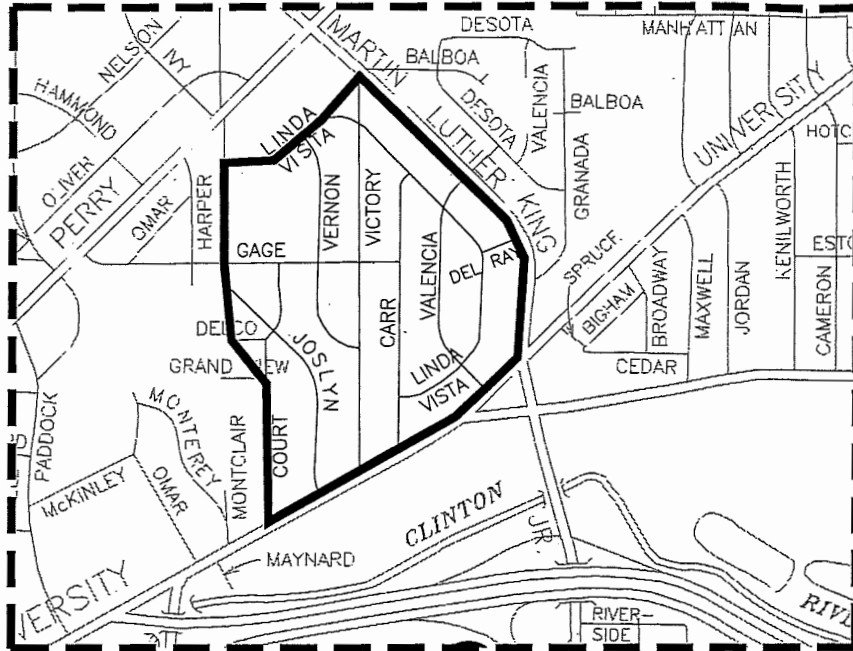 DESOTA
MANHATTAN
NELSON
IVY
MARTIN
BALBOA
HAMMOND
DESOTA
VALENCIA
BALBOA
UNIVERSITY
LINDA
VISTA
LUTHER
HOTC
OLIVER
PERRY
OMAR
HARPER
VERNON
VICTORY
KING
GRANADA
KENILWORTH
GAGE
VALENCIA
DEL RAY
SPRUCE
ESTO
BIGHAM
BROADWAY
MAXWELL
JORDAN
CAMERON
DELCO
JOSLYN
CARR
GRAND VIEW
LINDA
VISTA
CEDAR
PADDOCK
MONTEREY
MONTCLAIR
COURT
McKINLEY
OMAR
CLINTON
JR.
MAYNARD
VERSITY
RIVER-
SIDE
RIVE